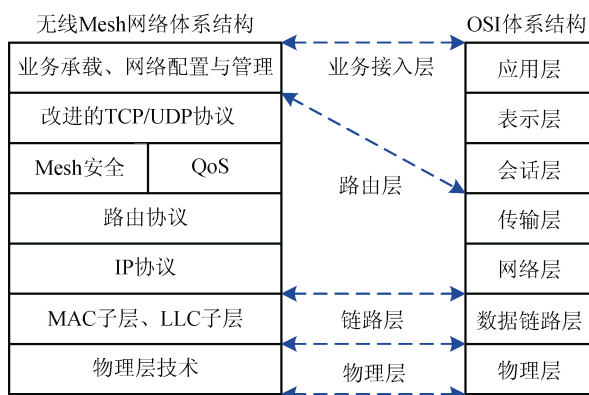 无线Mesh网络体系结构
OSI体系结构
业务承载、网络配置与管理
业务接入层
应用层
改进的TCP/UDP协议
表示层
Mesh安全
QoS
会话层
路由层
路由协议
传输层
IP协议
网络层
MAC子层、LLC子层
链路层
数据链路层
物理层技术
物理层
物理层